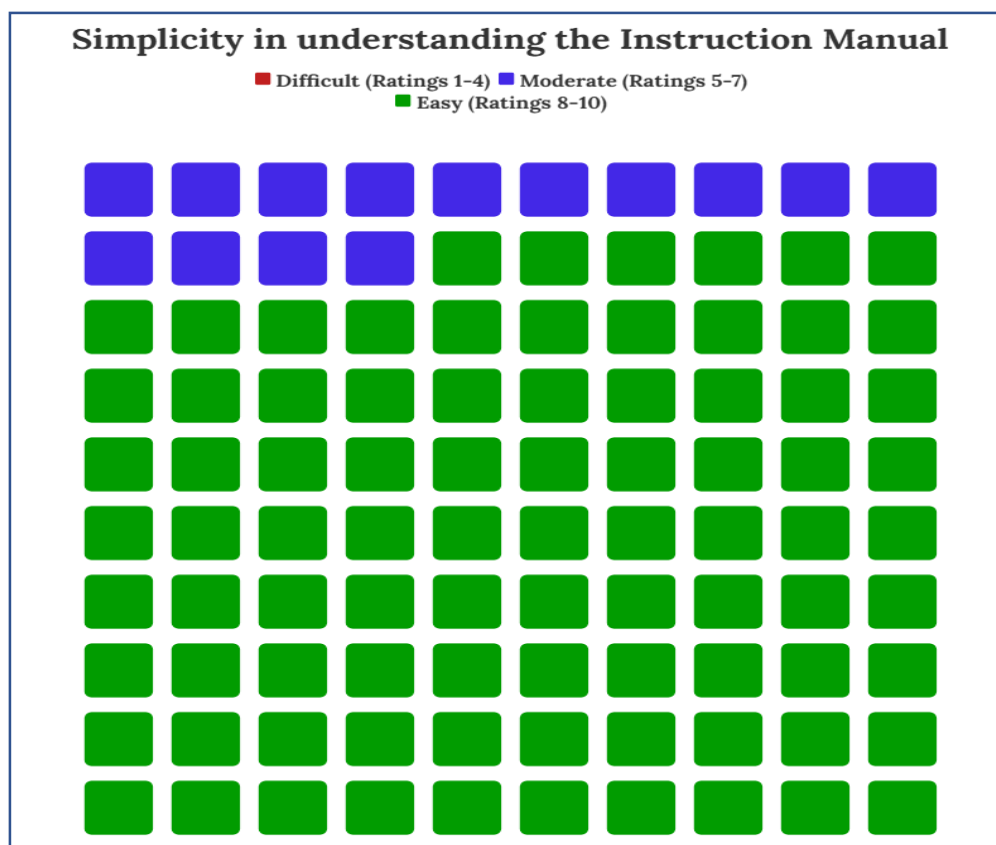 Simplicity in understanding the Instruction Manual
Difficult (Ratings 1-4) Moderate (Ratings 5-7)
Easy (Ratings 8-10)